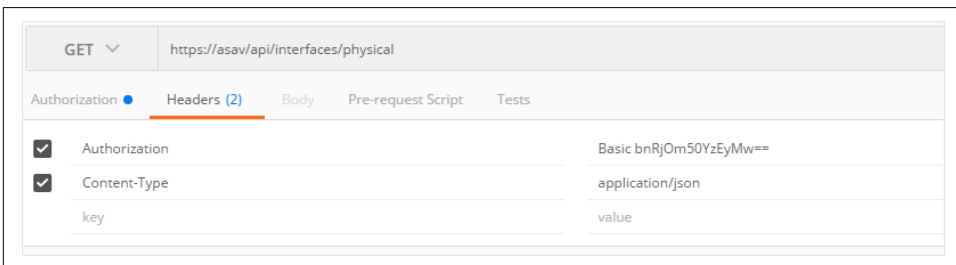 GET https://asav/api/interfaces/physical
Authorization Headers (2) Body Pre-request Script Tests
Authorization Basic bnRjOm50YzEyMw==
Content-Type application/json
key value